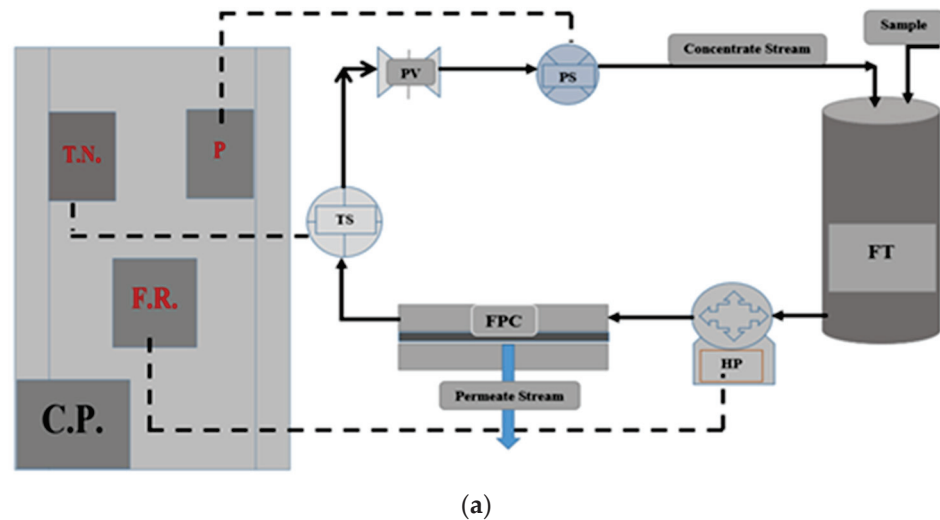 Sample
Concentrate Stream
PV
PS
T.N.
P
TS
FT
F.R.
FPC
HP
Permeate Stream
C.P.
(a)